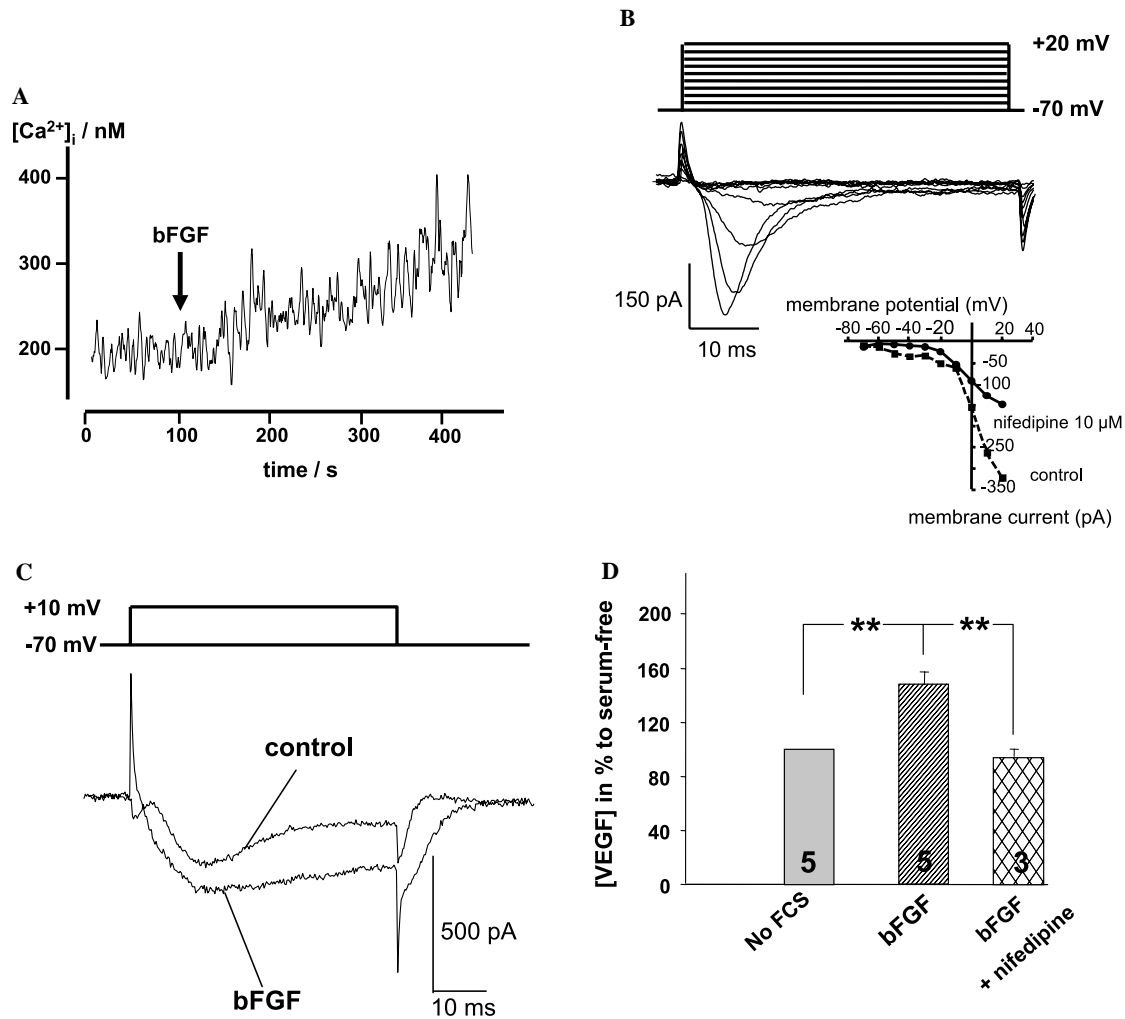 A
[Ca²⁺]ᵢ / nM
400
300
200
bFGF
0 100 200 300 400
time / s
B
+20 mV
-70 mV
150 pA
10 ms
membrane potential (mV)
-80 -60 -40 -20 20 40
-50
-100
nifedipine 10 µM
-250
control
-350
membrane current (pA)
C
+10 mV
-70 mV
control
bFGF
500 pA
10 ms
D
[VEGF] in % to serum-free
200
160
120
80
40
0
** **
5 5 3
No FCS
bFGF
bFGF
+ nifedipine